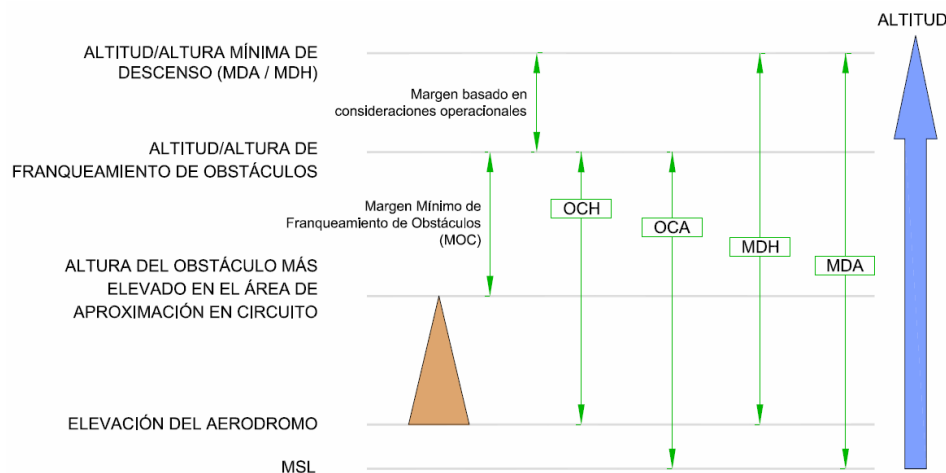 ALTITUD
ALTITUD/ALTURA MÍNIMA DE
DESCENSO (MDA / MDH)
Margen basado en
consideraciones operacionales
ALTITUD/ALTURA DE
FRANQUEAMIENTO DE OBSTÁCULOS
Margen Mínimo de
Franqueamiento de Obstáculos
(MOC)
OCH
OCA
MDH
MDA
ALTURA DEL OBSTÁCULO MÁS
ELEVADO EN EL ÁREA DE
APROXIMACIÓN EN CIRCUITO
ELEVACIÓN DEL AERODROMO
MSL